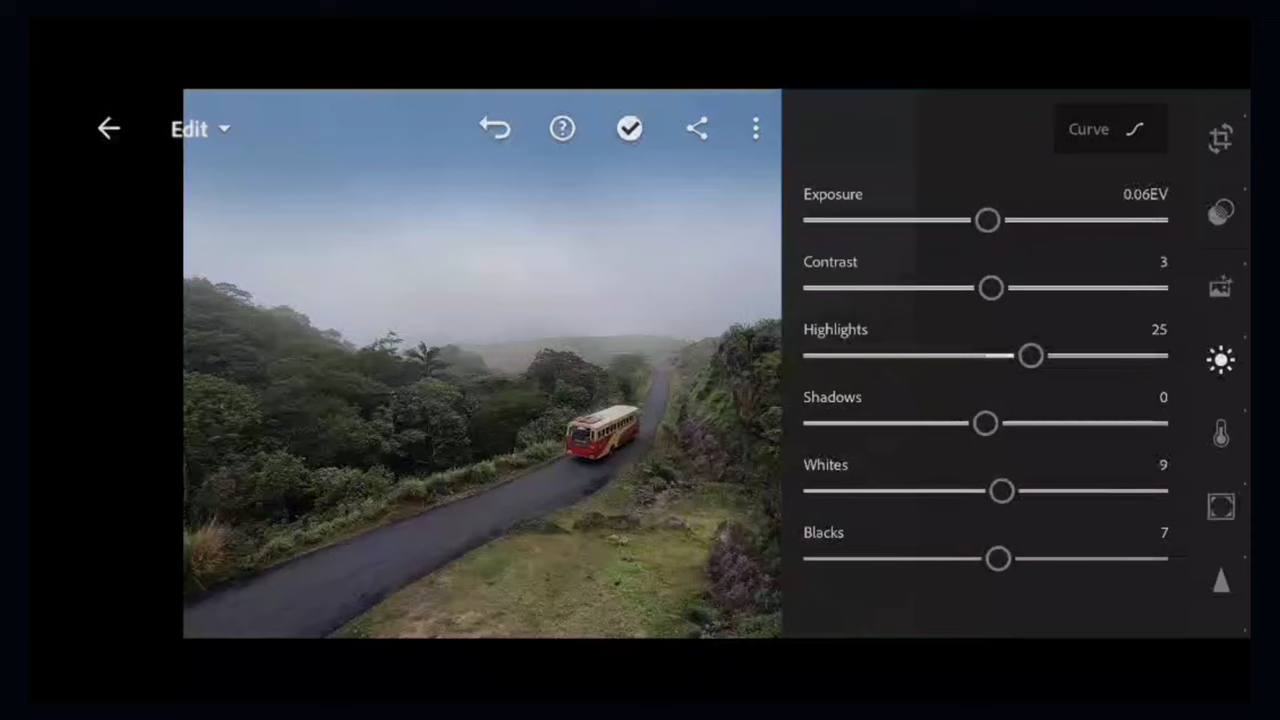 Edit
Curve
Exposure 0.06EV
Contrast 3
Highlights 25
Shadows 0
Whites 9
Blacks 7